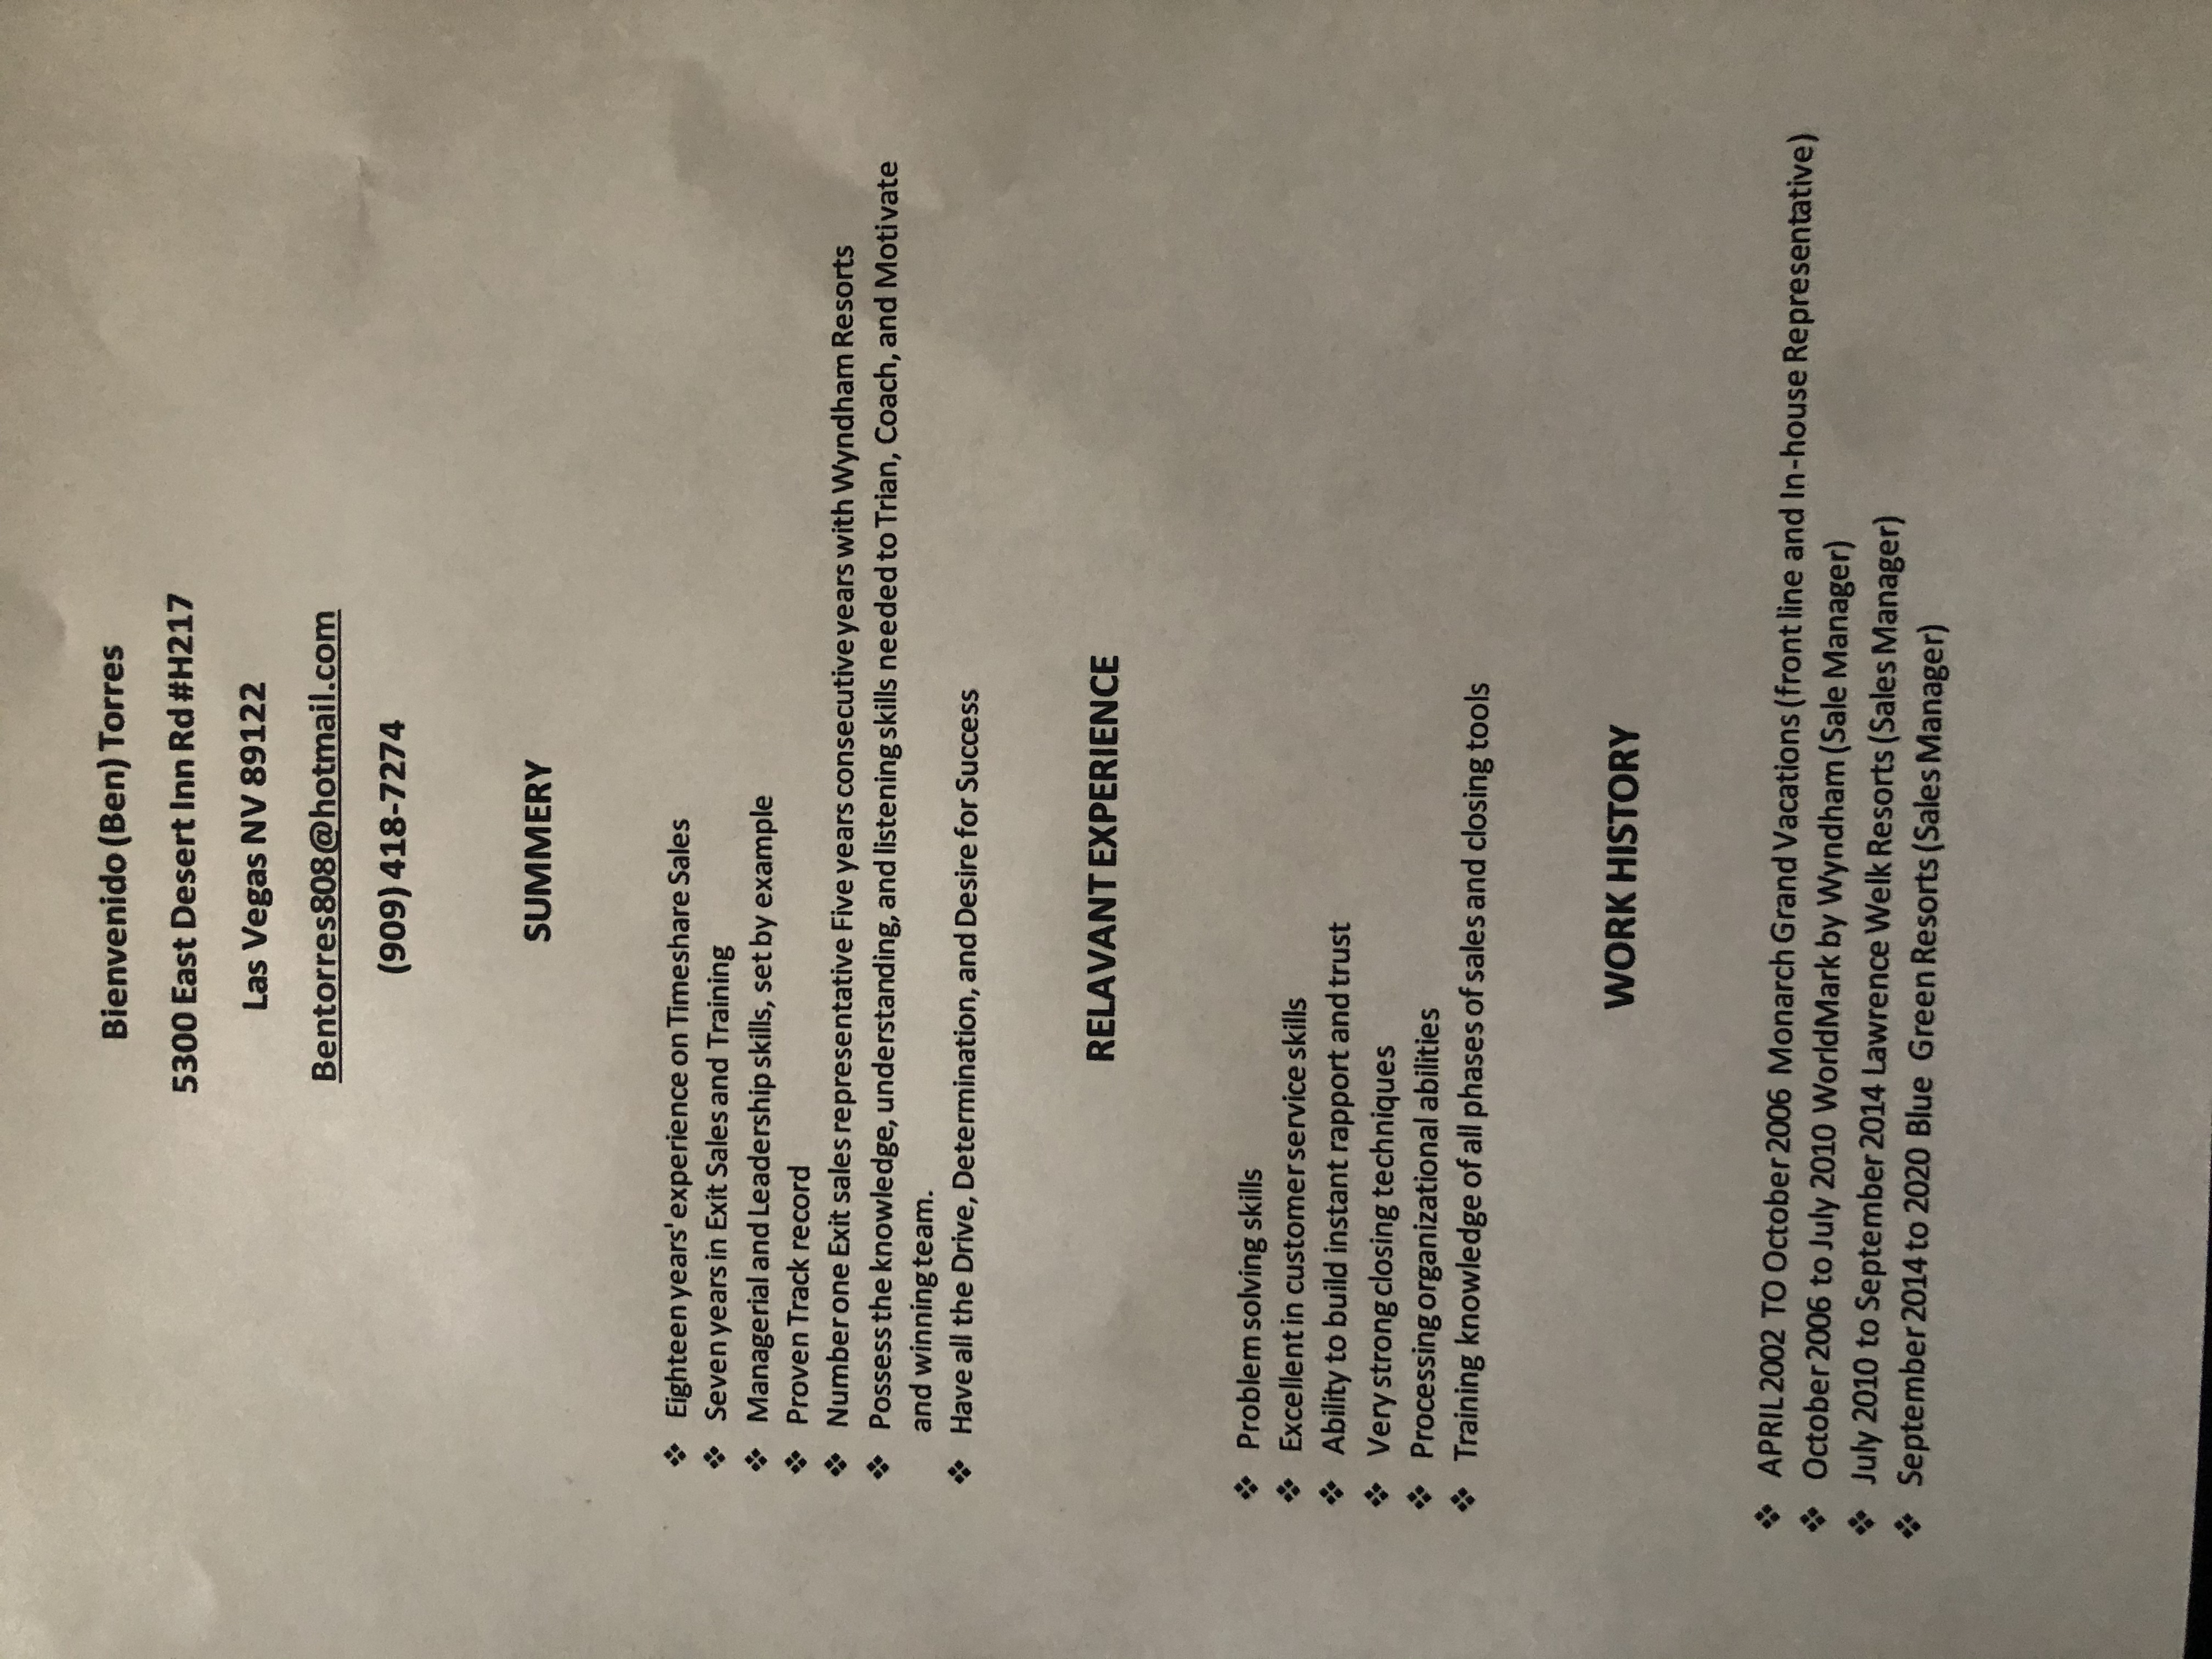 Bienvenido (Ben) Torres
5300 East Desert Inn Rd #H217
Las Vegas NV 89122
Bentorres808@hotmail.com
(909) 418-7274
SUMMERY
❖ Eighteen years' experience on Timeshare Sales
❖ Seven years in Exit Sales and Training
❖ Managerial and Leadership skills, set by example
❖ Proven Track record
❖ Number one Exit sales representative Five years consecutive years with Wyndham Resorts
❖ Possess the knowledge, understanding, and listening skills needed to Trian, Coach, and Motivate
and winning team.
❖ Have all the Drive, Determination, and Desire for Success
RELAVANT EXPERIENCE
❖ Problem solving skills
❖ Excellent in customer service skills
❖ Ability to build instant rapport and trust
❖ Very strong closing techniques
❖ Processing organizational abilities
❖ Training knowledge of all phases of sales and closing tools
WORK HISTORY
❖ APRIL 2002 TO October 2006 Monarch Grand Vacations (front line and In-house Representative)
❖ October 2006 to July 2010 WorldMark by Wyndham (Sale Manager)
❖ July 2010 to September 2014 Lawrence Welk Resorts (Sales Manager)
❖ September 2014 to 2020 Blue Green Resorts (Sales Manager)